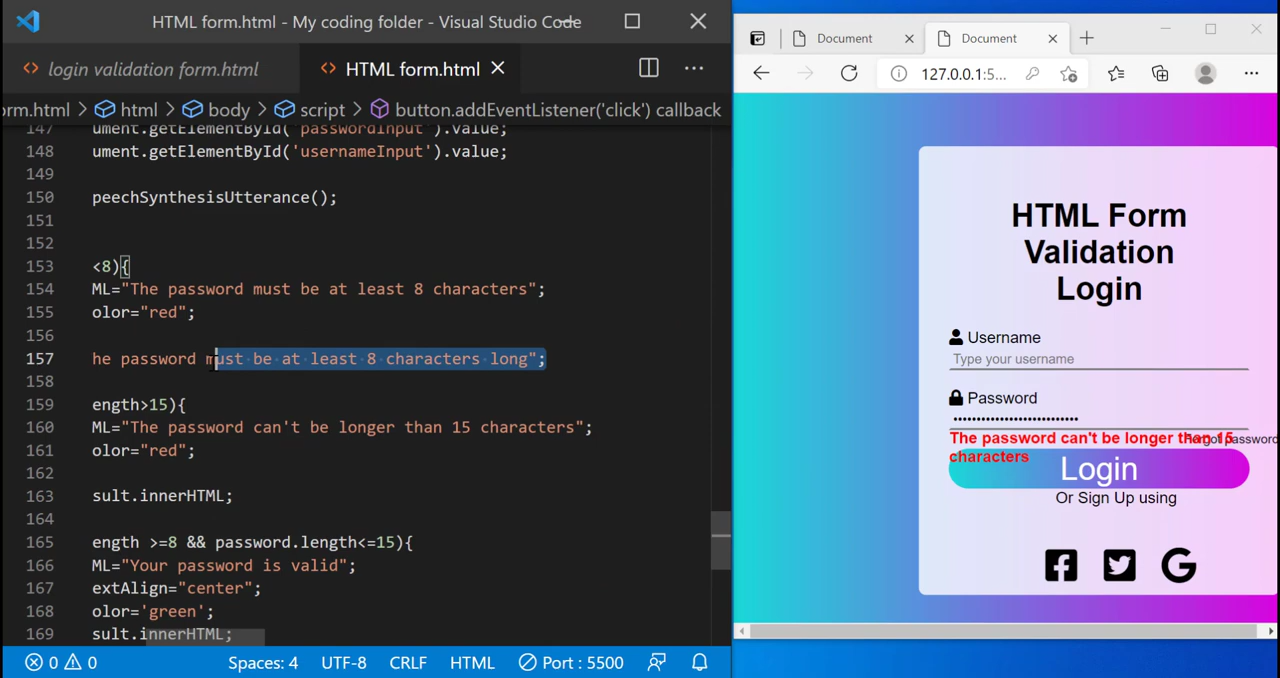 HTML form.html - My coding folder - Visual Studio Code
login validation form.html
HTML form.html
orm.html > html > body > script > button.addEventListener('click') callback
147 ument.getElementById('passwordInput').value;
148 ument.getElementById('usernameInput').value;
149
150 peechSynthesisUtterance();
151
152
153 <8){
154 ML="The password must be at least 8 characters";
155 olor="red";
156
157 he password must be at least 8 characters long";
158
159 ength>15){
160 ML="The password can't be longer than 15 characters";
161 olor="red";
162
163 sult.innerHTML;
164
165 ength >=8 && password.length<=15){
166 ML="Your password is valid";
167 extAlign="center";
168 olor='green';
169 sult.innerHTML;
0 0
Spaces: 4
UTF-8
CRLF
HTML
Port : 5500
Document
Document
127.0.0.1:5...
HTML Form
Validation
Login
Username
Type your username
Password
The password can't be longer than 15
characters
Forgot password
Login
Or Sign Up using